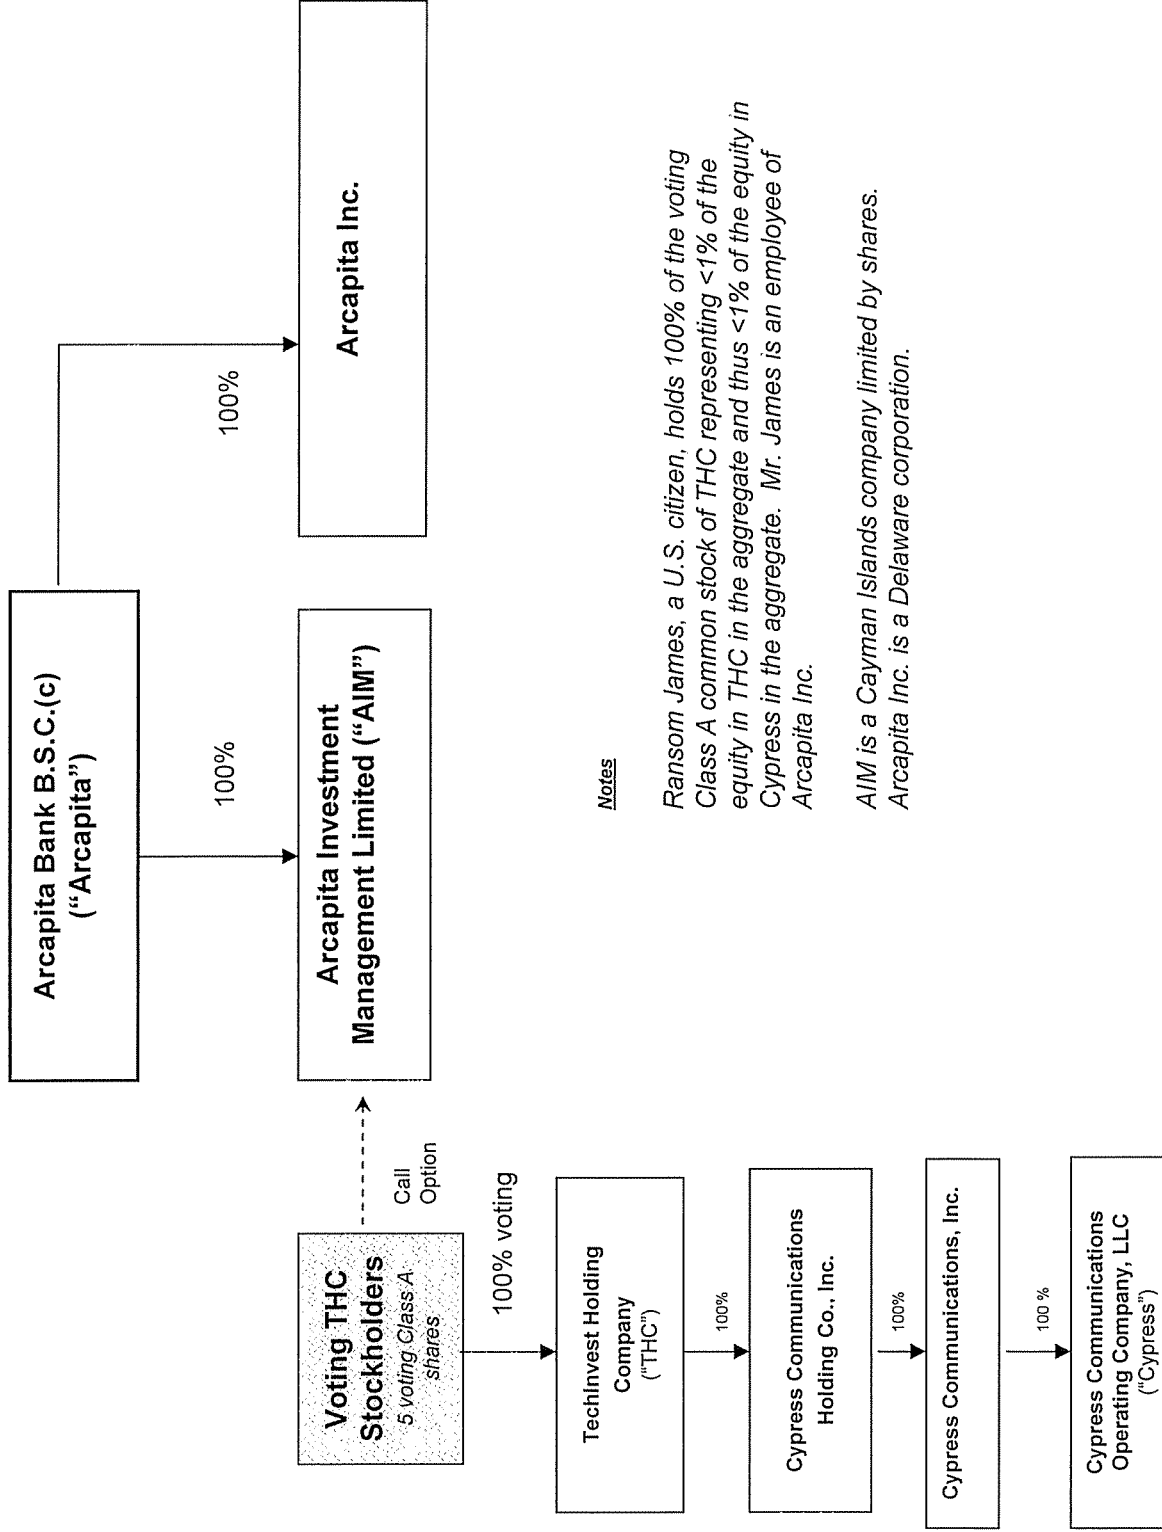 Arcapita Bank B.S.C.(c)
(“Arcapita”)
100%
100%
Arcapita Investment
Management Limited (“AIM”)
Arcapita Inc.
Call
Option
Voting THC
Stockholders
5 voting Class A
shares
100% voting
TechInvest Holding
Company
(“THC”)
100%
Cypress Communications
Holding Co., Inc.
100%
Cypress Communications, Inc.
100 %
Cypress Communications
Operating Company, LLC
(“Cypress”)
Notes
Ransom James, a U.S. citizen, holds 100% of the voting
Class A common stock of THC representing <1% of the
equity in THC in the aggregate and thus <1% of the equity in
Cypress in the aggregate. Mr. James is an employee of
Arcapita Inc.
AIM is a Cayman Islands company limited by shares.
Arcapita Inc. is a Delaware corporation.